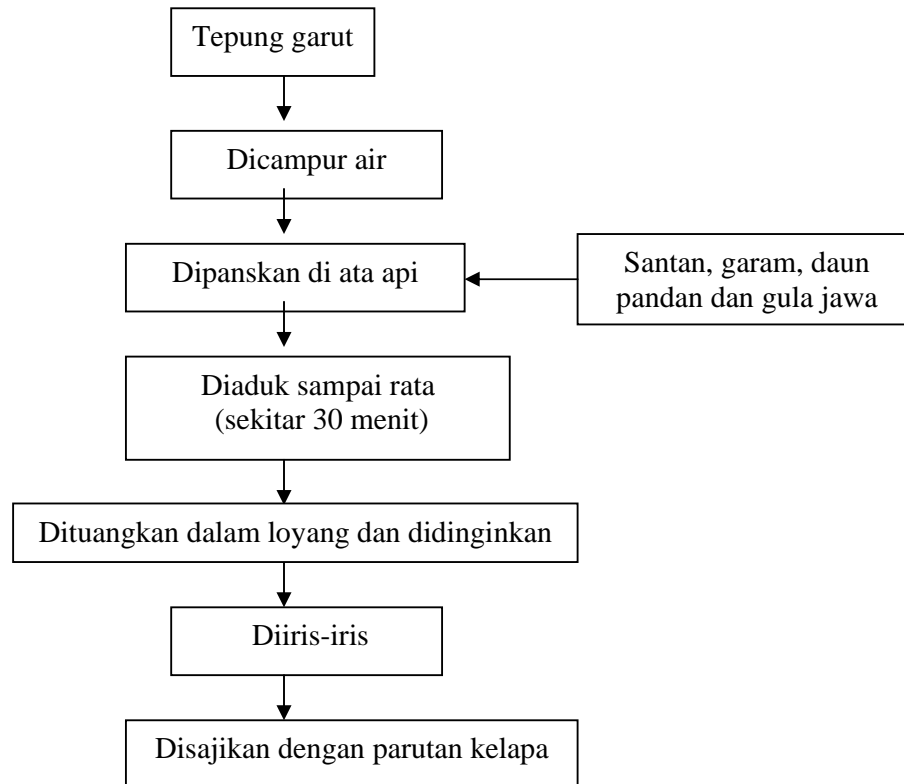 Tepung garut
Dicampur air
Dipanskan di ata api
Santan, garam, daun
pandan dan gula jawa
Diaduk sampai rata
(sekitar 30 menit)
Dituangkan dalam loyang dan didinginkan
Diiris-iris
Disajikan dengan parutan kelapa